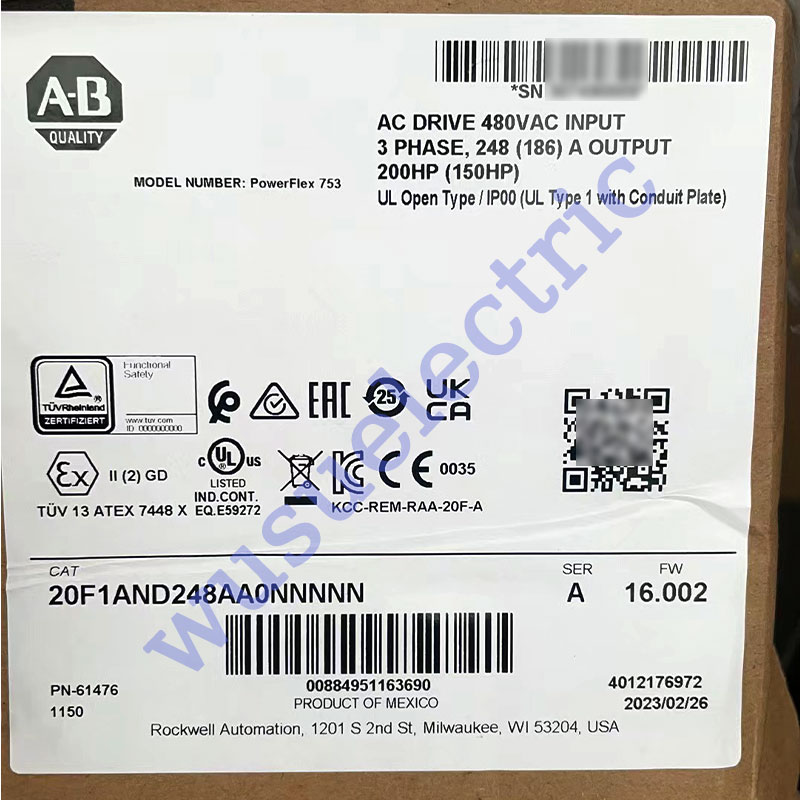 *SN
A-B
QUALITY
AC DRIVE 480VAC INPUT
3 PHASE, 248 (186) A OUTPUT
200HP (150HP)
MODEL NUMBER: PowerFlex 753
UL Open Type / IP00 (UL Type 1 with Conduit Plate)
wusuelectric
Functional
Safety
TÜVRheinland
ZERTIFIZIERT
www.tuv.com
ID 0000000000
EAC
25
UK
CA
Ex
II (2) GD
TÜV 13 ATEX 7448 X
C UL US
LISTED
IND.CONT.
EQ.E59272
CE 0035
KCC-REM-RAA-20F-A
CAT
SER
FW
20F1AND248AA0NNNNN
A
16.002
00884951163690
PN-61476
4012176972
1150
PRODUCT OF MEXICO
2023/02/26
Rockwell Automation, 1201 S 2nd St, Milwaukee, WI 53204, USA